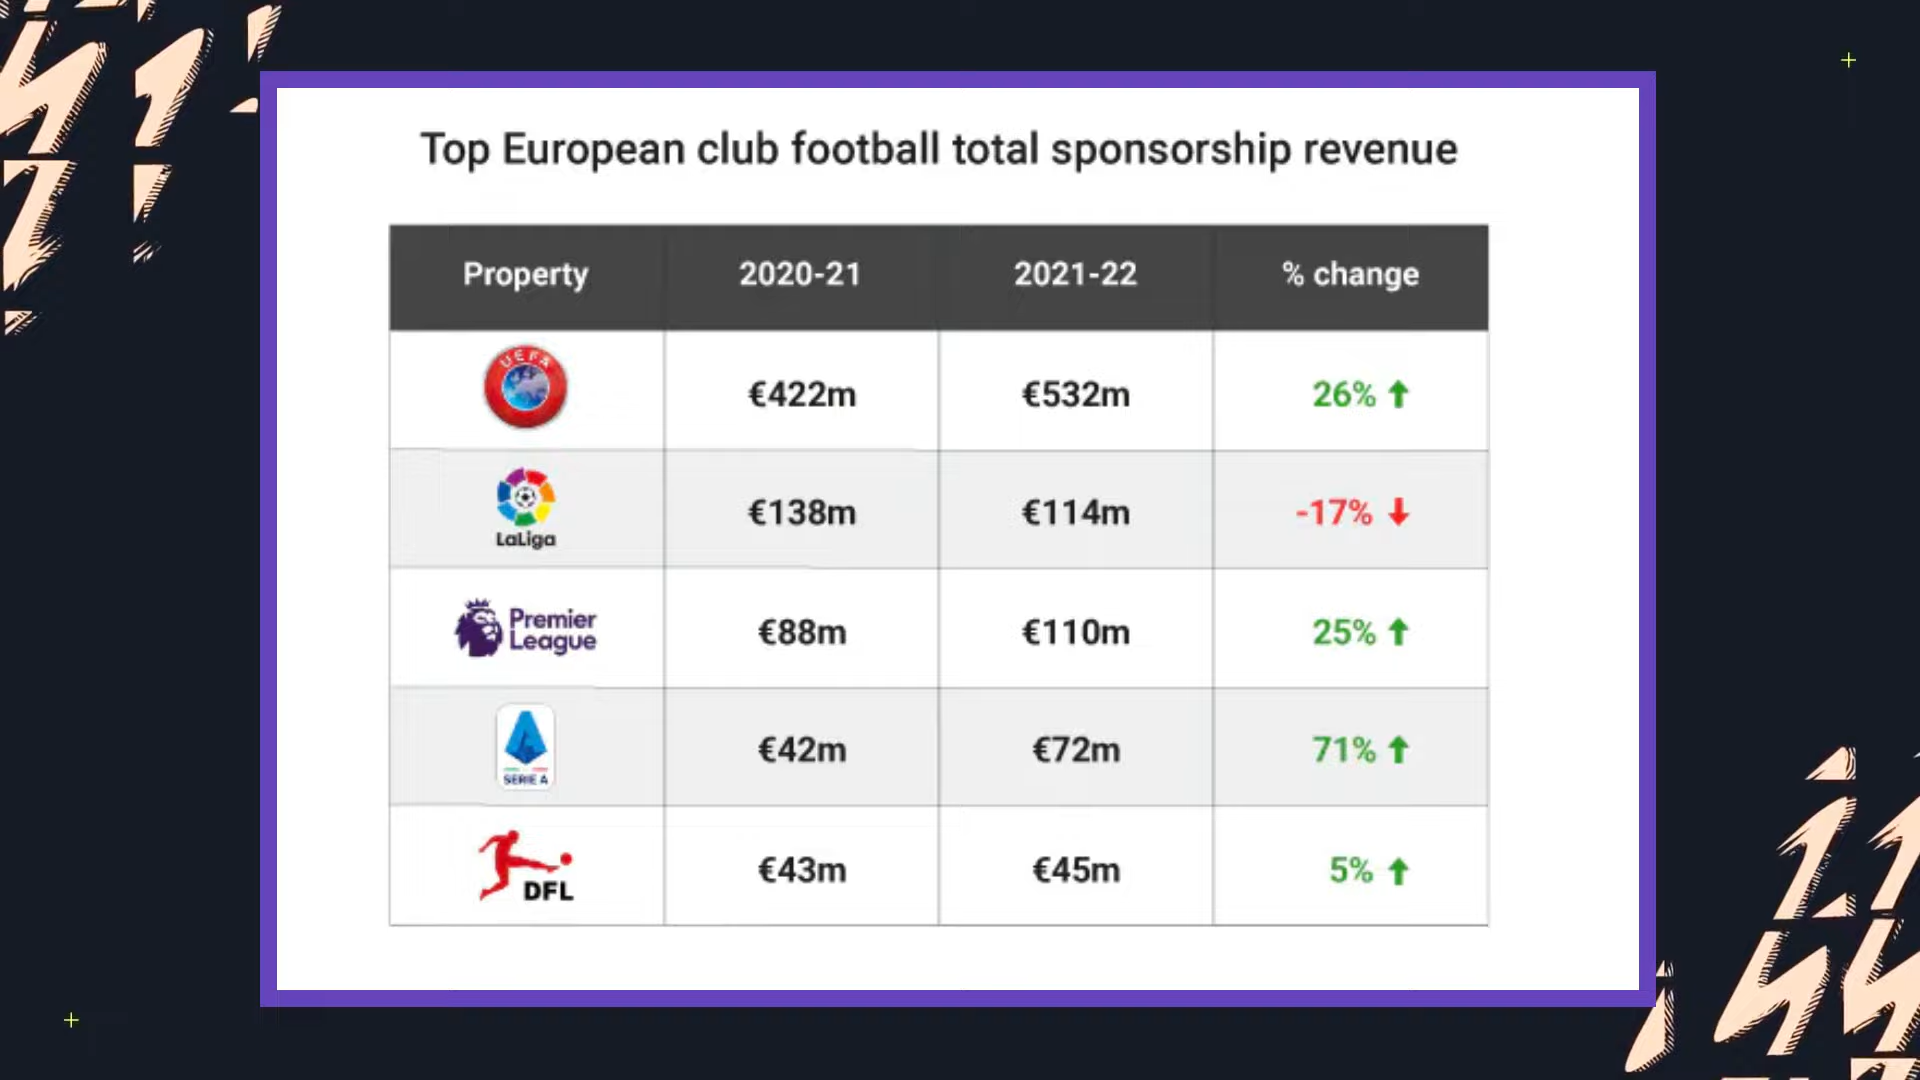 Top European club football total sponsorship revenue
Property 2020-21 2021-22 % change
UEFA €422m €532m 26%
LaLiga €138m €114m -17%
Premier League €88m €110m 25%
SERIE A €42m €72m 71%
DFL €43m €45m 5%